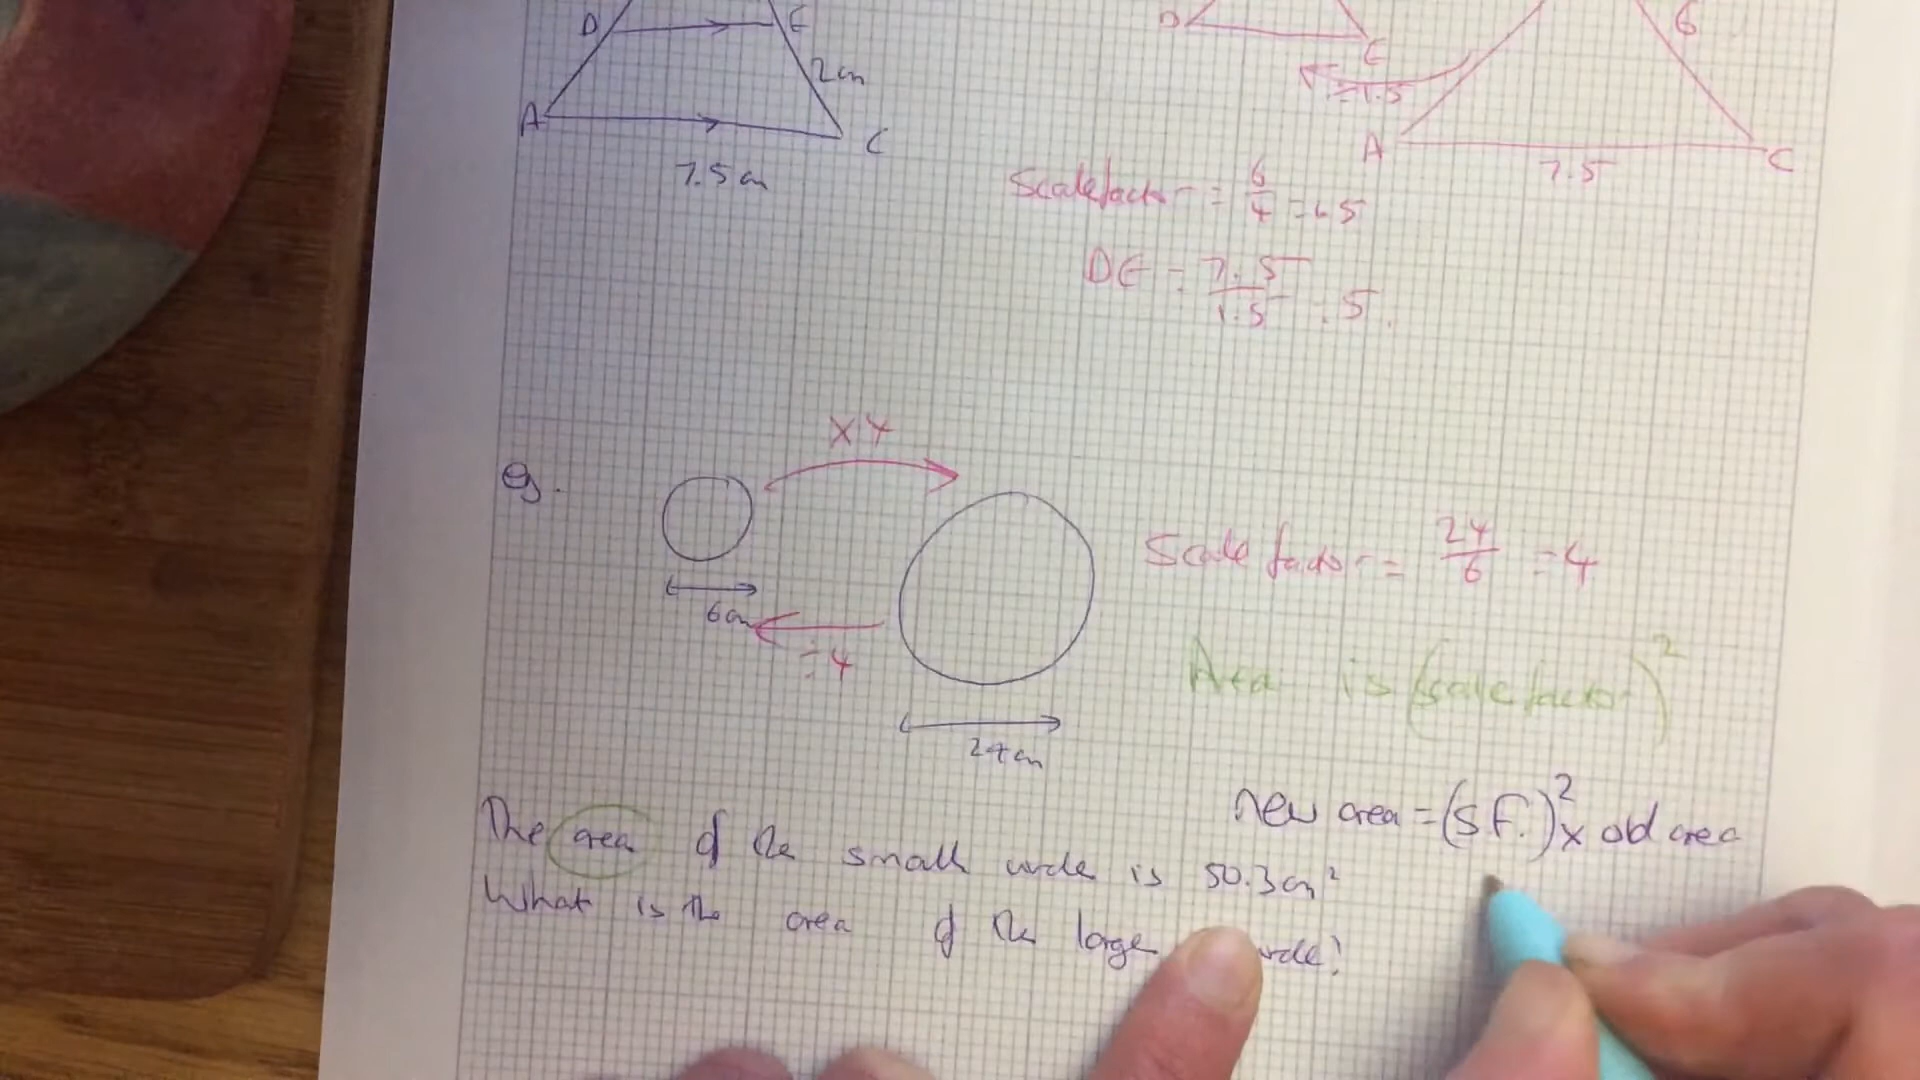 D E
2cm
A C
7.5cm
D E
6
÷1.5
A C
7.5
Scale factor = 6/4 = 1.5
DE = 7.5/1.5 = 5.
eg.
x4
6cm
÷4
24cm
Scale factor = 24/6 = 4
Area is (scale factor)²
new area = (S F.)² x old area
The area of the small circle is 50.3cm²
What is the area of the large circle?